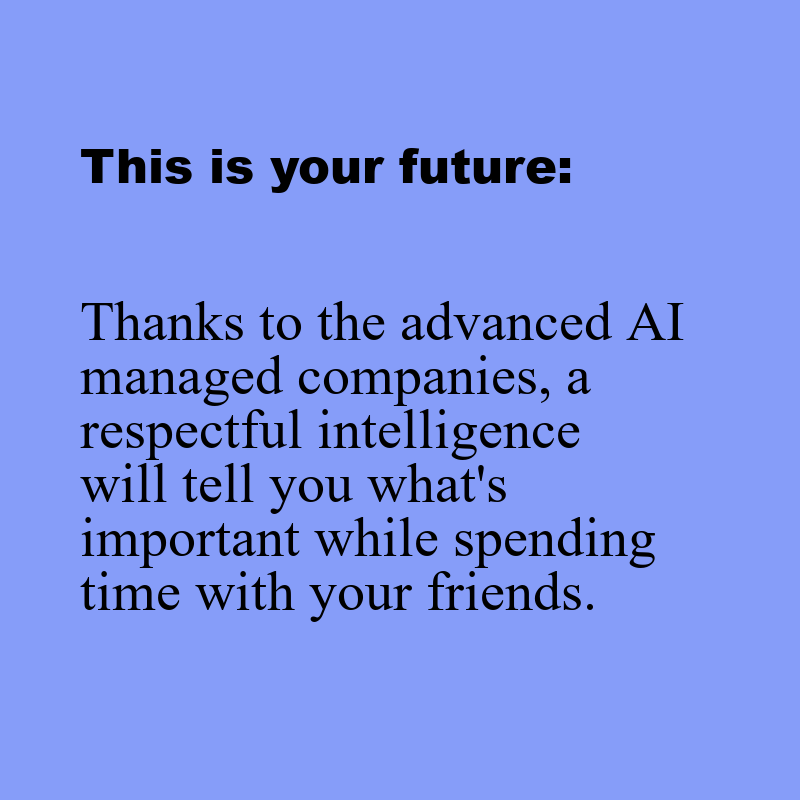 This is your future:
Thanks to the advanced AI
managed companies, a
respectful intelligence
will tell you what's
important while spending
time with your friends.